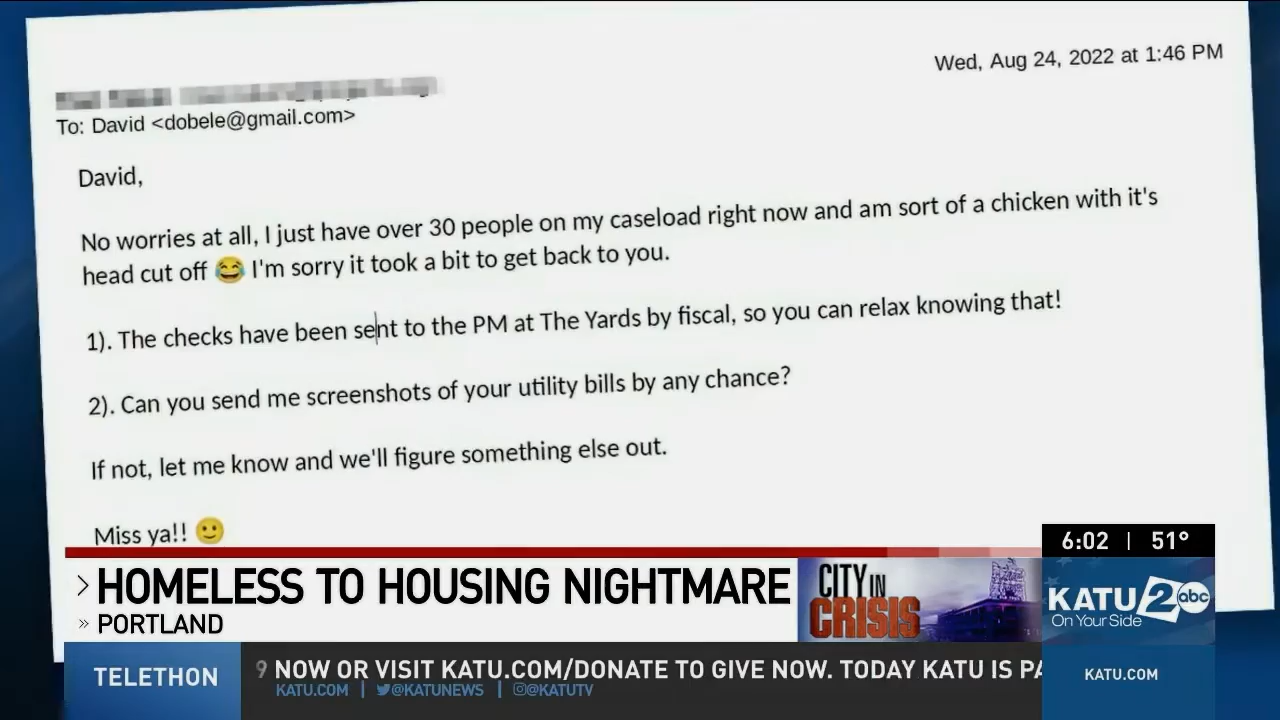 Wed, Aug 24, 2022 at 1:46 PM
To: David <dobele@gmail.com>
David,
No worries at all, I just have over 30 people on my caseload right now and am sort of a chicken with it's
head cut off 😂 I'm sorry it took a bit to get back to you.
1). The checks have been sent to the PM at The Yards by fiscal, so you can relax knowing that!
2). Can you send me screenshots of your utility bills by any chance?
If not, let me know and we'll figure something else out.
Miss ya!! 🙂
6:02 | 51°
HOMELESS TO HOUSING NIGHTMARE
PORTLAND
CITY IN
CRISIS
KATU 2 abc
On Your Side
TELETHON
9 NOW OR VISIT KATU.COM/DONATE TO GIVE NOW. TODAY KATU IS PA
KATU.COM | @KATUNEWS | @KATUTV
KATU.COM